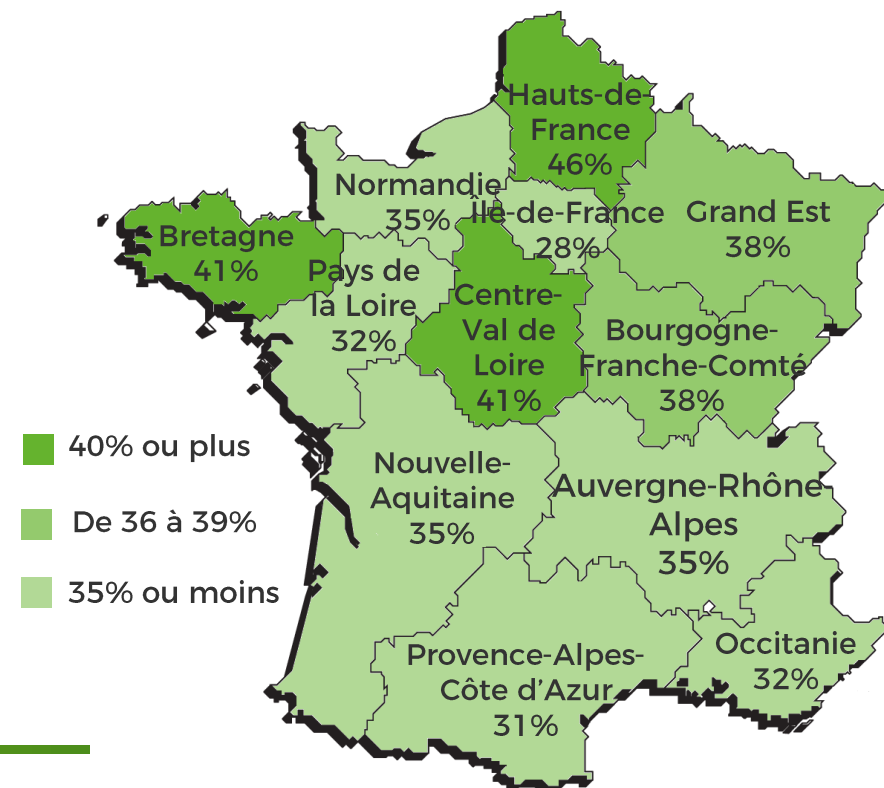 Hauts-de-
France
46%
Normandie
35%
Île-de-France
28%
Grand Est
38%
Bretagne
41%
Pays de
la Loire
32%
Centre-
Val de
Loire
41%
Bourgogne-
Franche-Comté
38%
40% ou plus
De 36 à 39%
35% ou moins
Nouvelle-
Aquitaine
35%
Auvergne-Rhône-
Alpes
35%
Provence-Alpes-
Côte d'Azur
31%
Occitanie
32%